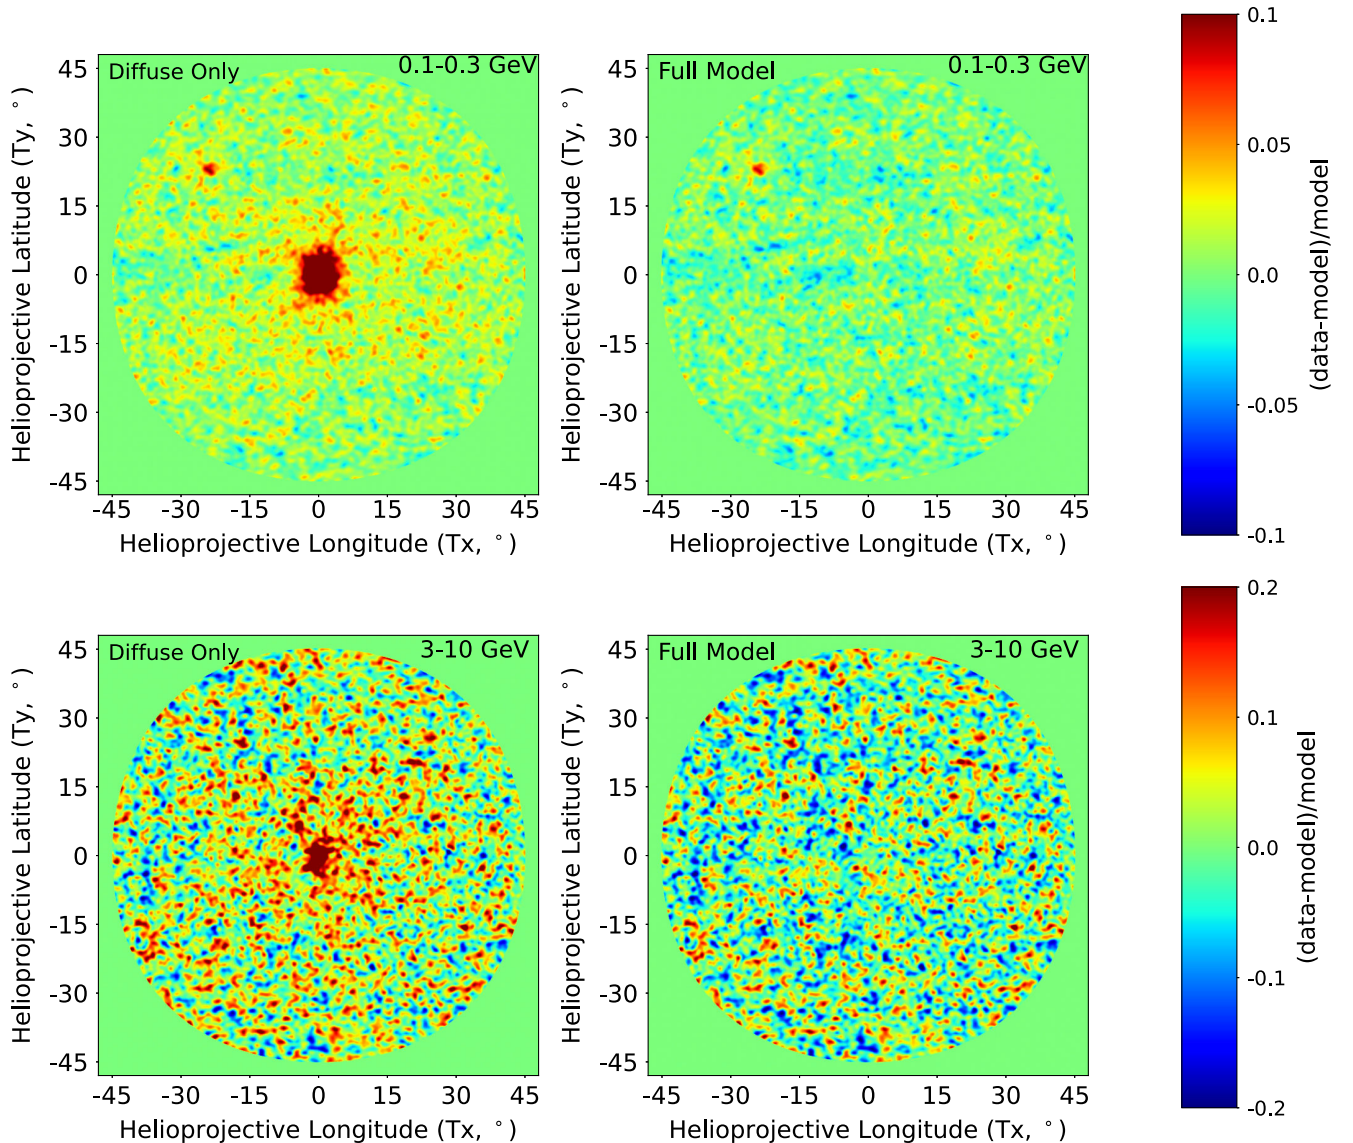 Diffuse Only 0.1-0.3 GeV
45
30
15
0
-15
-30
-45
Helioprojective Latitude (Ty, °)
-45 -30 -15 0 15 30 45
Helioprojective Longitude (Tx, °)
Full Model 0.1-0.3 GeV
45
30
15
0
-15
-30
-45
Helioprojective Latitude (Ty, °)
-45 -30 -15 0 15 30 45
Helioprojective Longitude (Tx, °)
0.1
0.05
0.0
-0.05
-0.1
(data-model)/model
Diffuse Only 3-10 GeV
45
30
15
0
-15
-30
-45
Helioprojective Latitude (Ty, °)
-45 -30 -15 0 15 30 45
Helioprojective Longitude (Tx, °)
Full Model 3-10 GeV
45
30
15
0
-15
-30
-45
Helioprojective Latitude (Ty, °)
-45 -30 -15 0 15 30 45
Helioprojective Longitude (Tx, °)
0.2
0.1
0.0
-0.1
-0.2
(data-model)/model